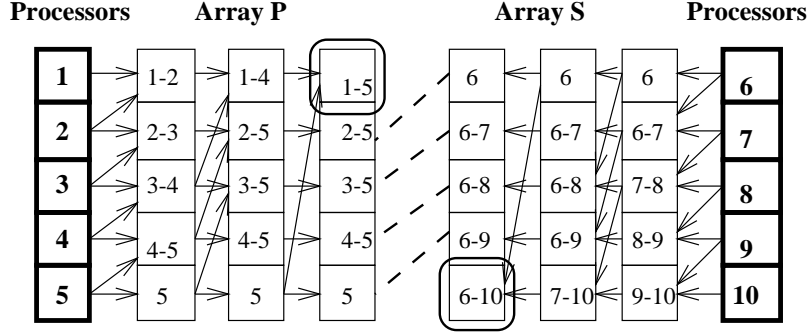 Processors Array P Array S Processors
1 1-2 1-4 1-5 6 6 6 6
2 2-3 2-5 2-5 6-7 6-7 6-7 7
3 3-4 3-5 3-5 6-8 6-8 7-8 8
4 4-5 4-5 4-5 6-9 6-9 8-9 9
5 5 5 5 6-10 7-10 9-10 10